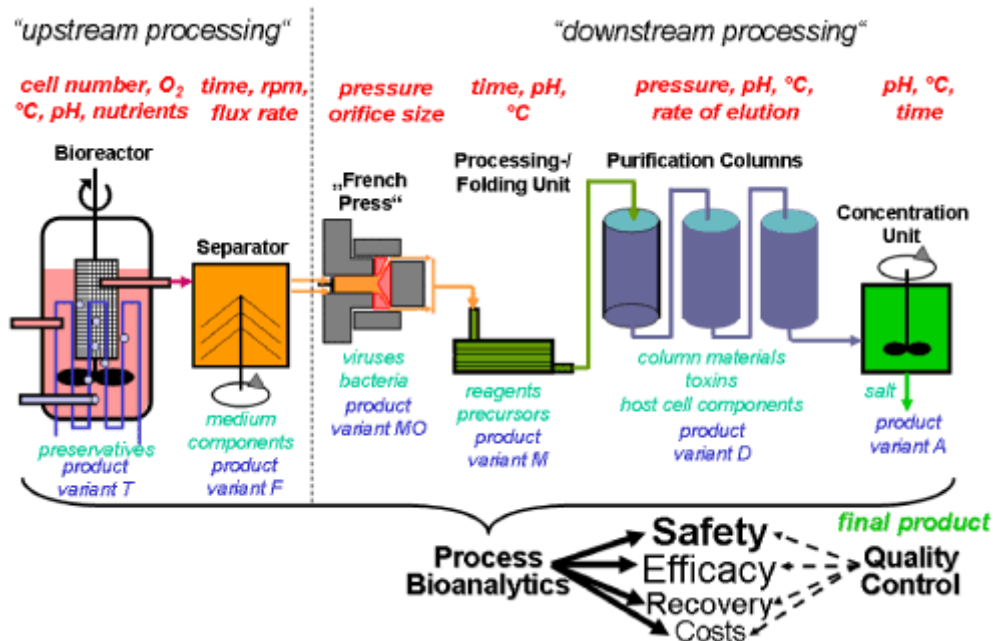 “upstream processing“
“downstream processing“
cell number, O2
°C, pH, nutrients
time, rpm,
flux rate
pressure
orifice size
time, pH,
°C
pressure, pH, °C,
rate of elution
pH, °C,
time
Bioreactor
Separator
„French
Press“
Processing-/
Folding Unit
Purification Columns
Concentration
Unit
preservatives
product
variant T
medium
components
product
variant F
viruses
bacteria
product
variant MO
reagents
precursors
product
variant M
column materials
toxins
host cell components
product
variant D
salt
product
variant A
final product
Process
Bioanalytics
Safety
Efficacy
Recovery
Costs
Quality
Control